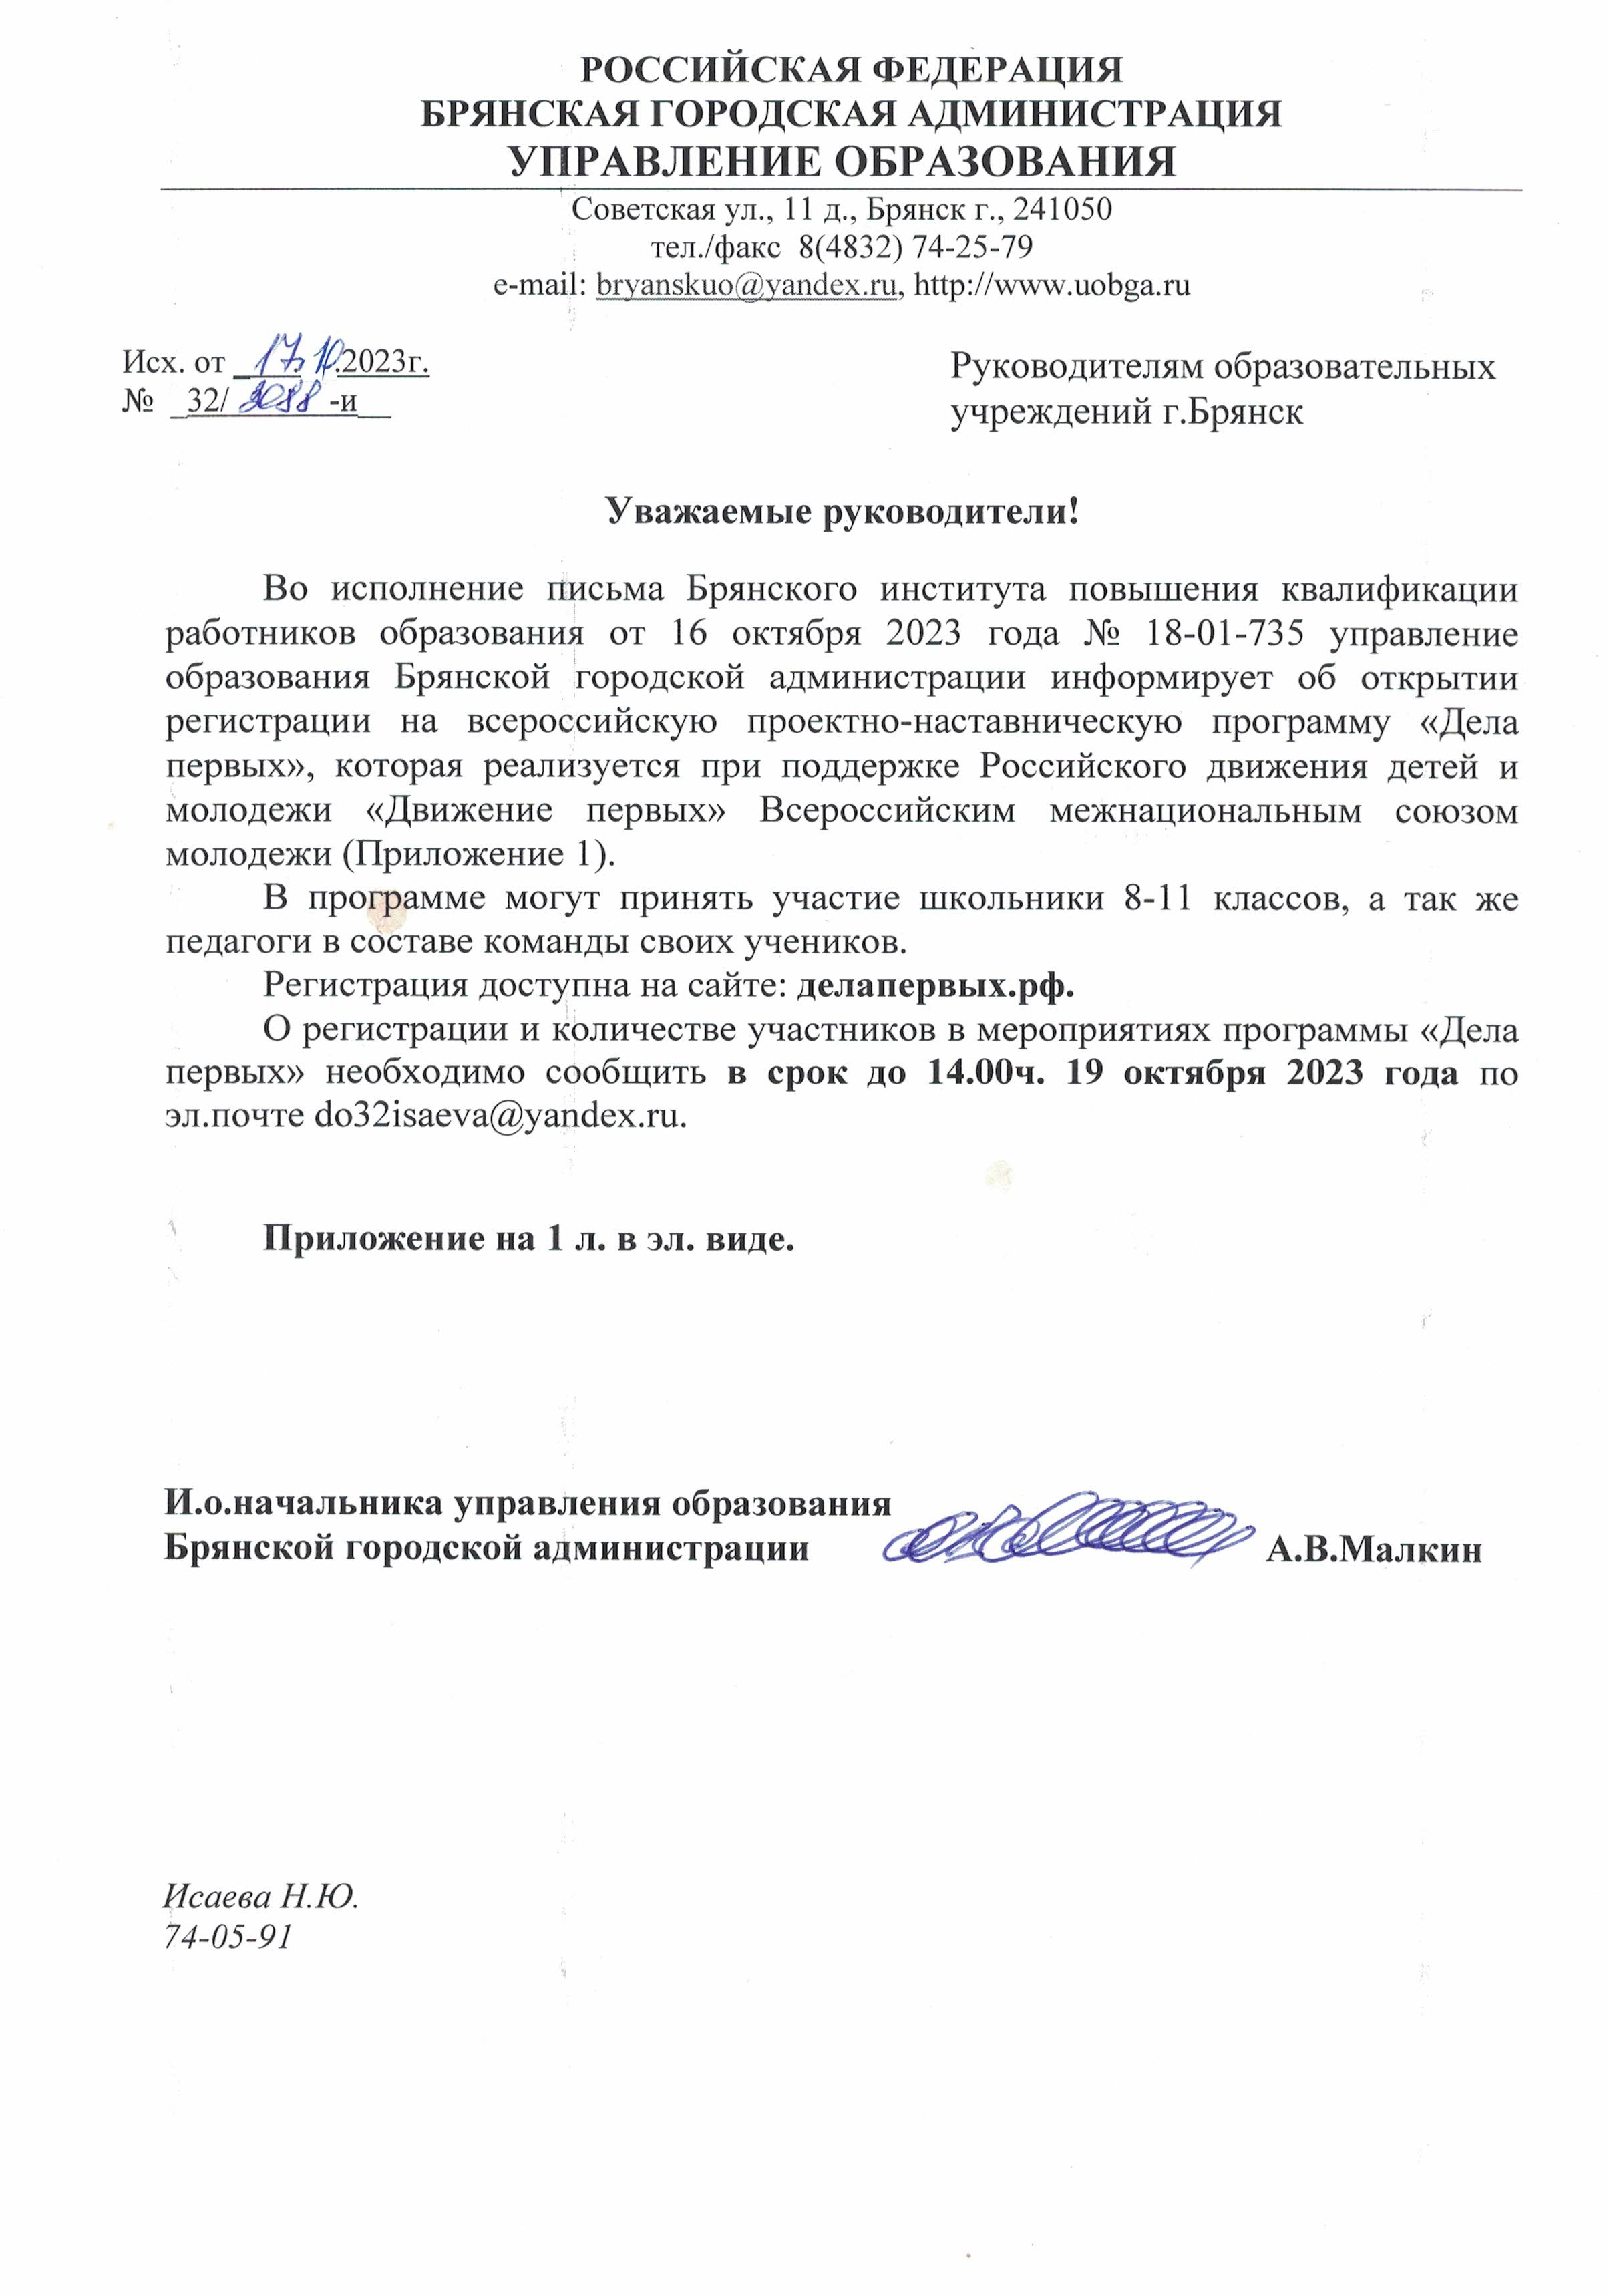 РОССИЙСКАЯ ФЕДЕРАЦИЯ
БРЯНСКАЯ ГОРОДСКАЯ АДМИНИСТРАЦИЯ
УПРАВЛЕНИЕ ОБРАЗОВАНИЯ
Советская ул., 11 д., Брянск г., 241050
тел./факс 8(4832) 74-25-79
e-mail: bryanskuo@yandex.ru, http://www.uobga.ru
Исх. от 17.10.2023г.
№ 32/3088-и
Руководителям образовательных
учреждений г.Брянск
Уважаемые руководители!
Во исполнение письма Брянского института повышения квалификации
работников образования от 16 октября 2023 года № 18-01-735 управление
образования Брянской городской администрации информирует об открытии
регистрации на всероссийскую проектно-наставническую программу «Дела
первых», которая реализуется при поддержке Российского движения детей и
молодежи «Движение первых» Всероссийским межнациональным союзом
молодежи (Приложение 1).
В программе могут принять участие школьники 8-11 классов, а так же
педагоги в составе команды своих учеников.
Регистрация доступна на сайте: делапервых.рф.
О регистрации и количестве участников в мероприятиях программы «Дела
первых» необходимо сообщить в срок до 14.00ч. 19 октября 2023 года по
эл.почте do32isaeva@yandex.ru.
Приложение на 1 л. в эл. виде.
И.о.начальника управления образования
Брянской городской администрации А.В.Малкин
Исаева Н.Ю.
74-05-91